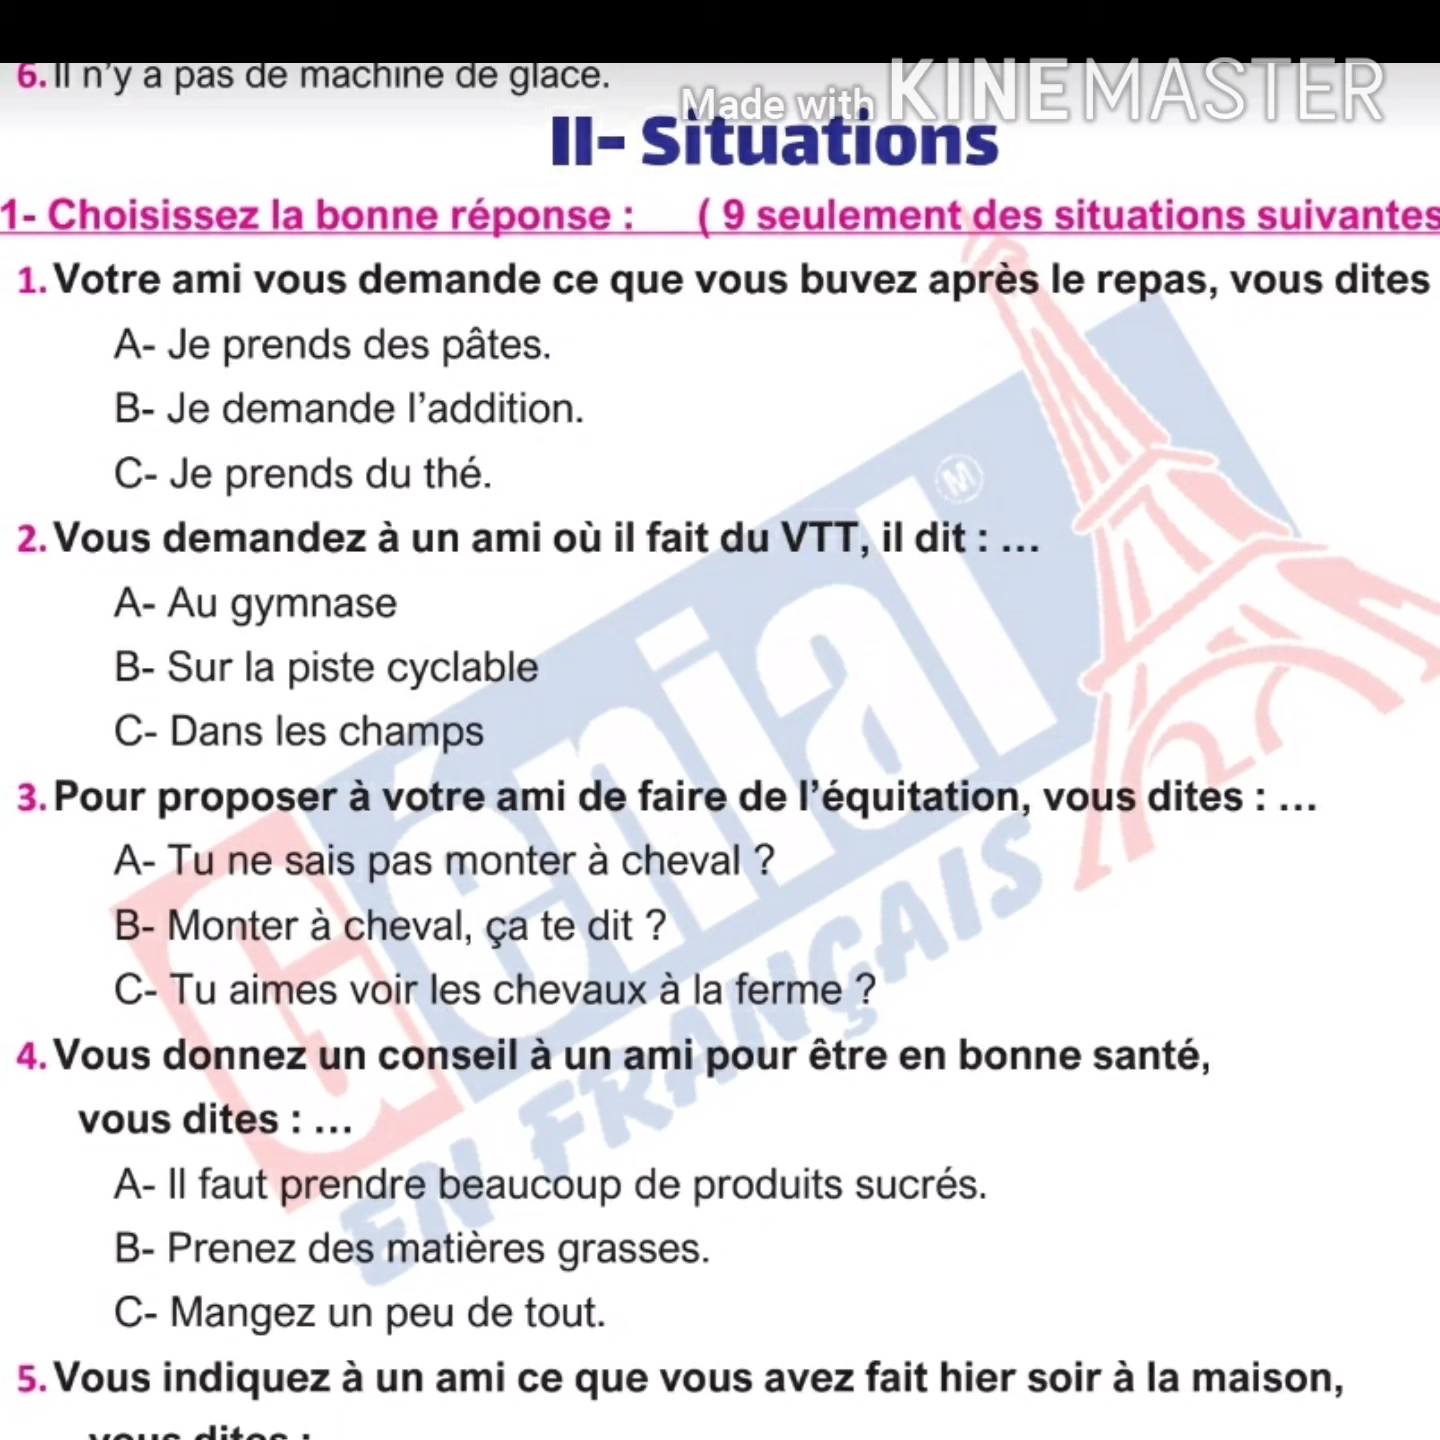 6. Il n'y a pas de machine de glace.
Made with KINEMASTER
II- Situations
1- Choisissez la bonne réponse : ( 9 seulement des situations suivantes
1. Votre ami vous demande ce que vous buvez après le repas, vous dites
A- Je prends des pâtes.
B- Je demande l'addition.
C- Je prends du thé.
2. Vous demandez à un ami où il fait du VTT, il dit : ...
A- Au gymnase
B- Sur la piste cyclable
C- Dans les champs
3. Pour proposer à votre ami de faire de l'équitation, vous dites : ...
A- Tu ne sais pas monter à cheval ?
B- Monter à cheval, ça te dit ?
C- Tu aimes voir les chevaux à la ferme ?
4. Vous donnez un conseil à un ami pour être en bonne santé,
vous dites : ...
A- Il faut prendre beaucoup de produits sucrés.
B- Prenez des matières grasses.
C- Mangez un peu de tout.
5. Vous indiquez à un ami ce que vous avez fait hier soir à la maison,
vous dites :
Génial M
EN FRANÇAIS